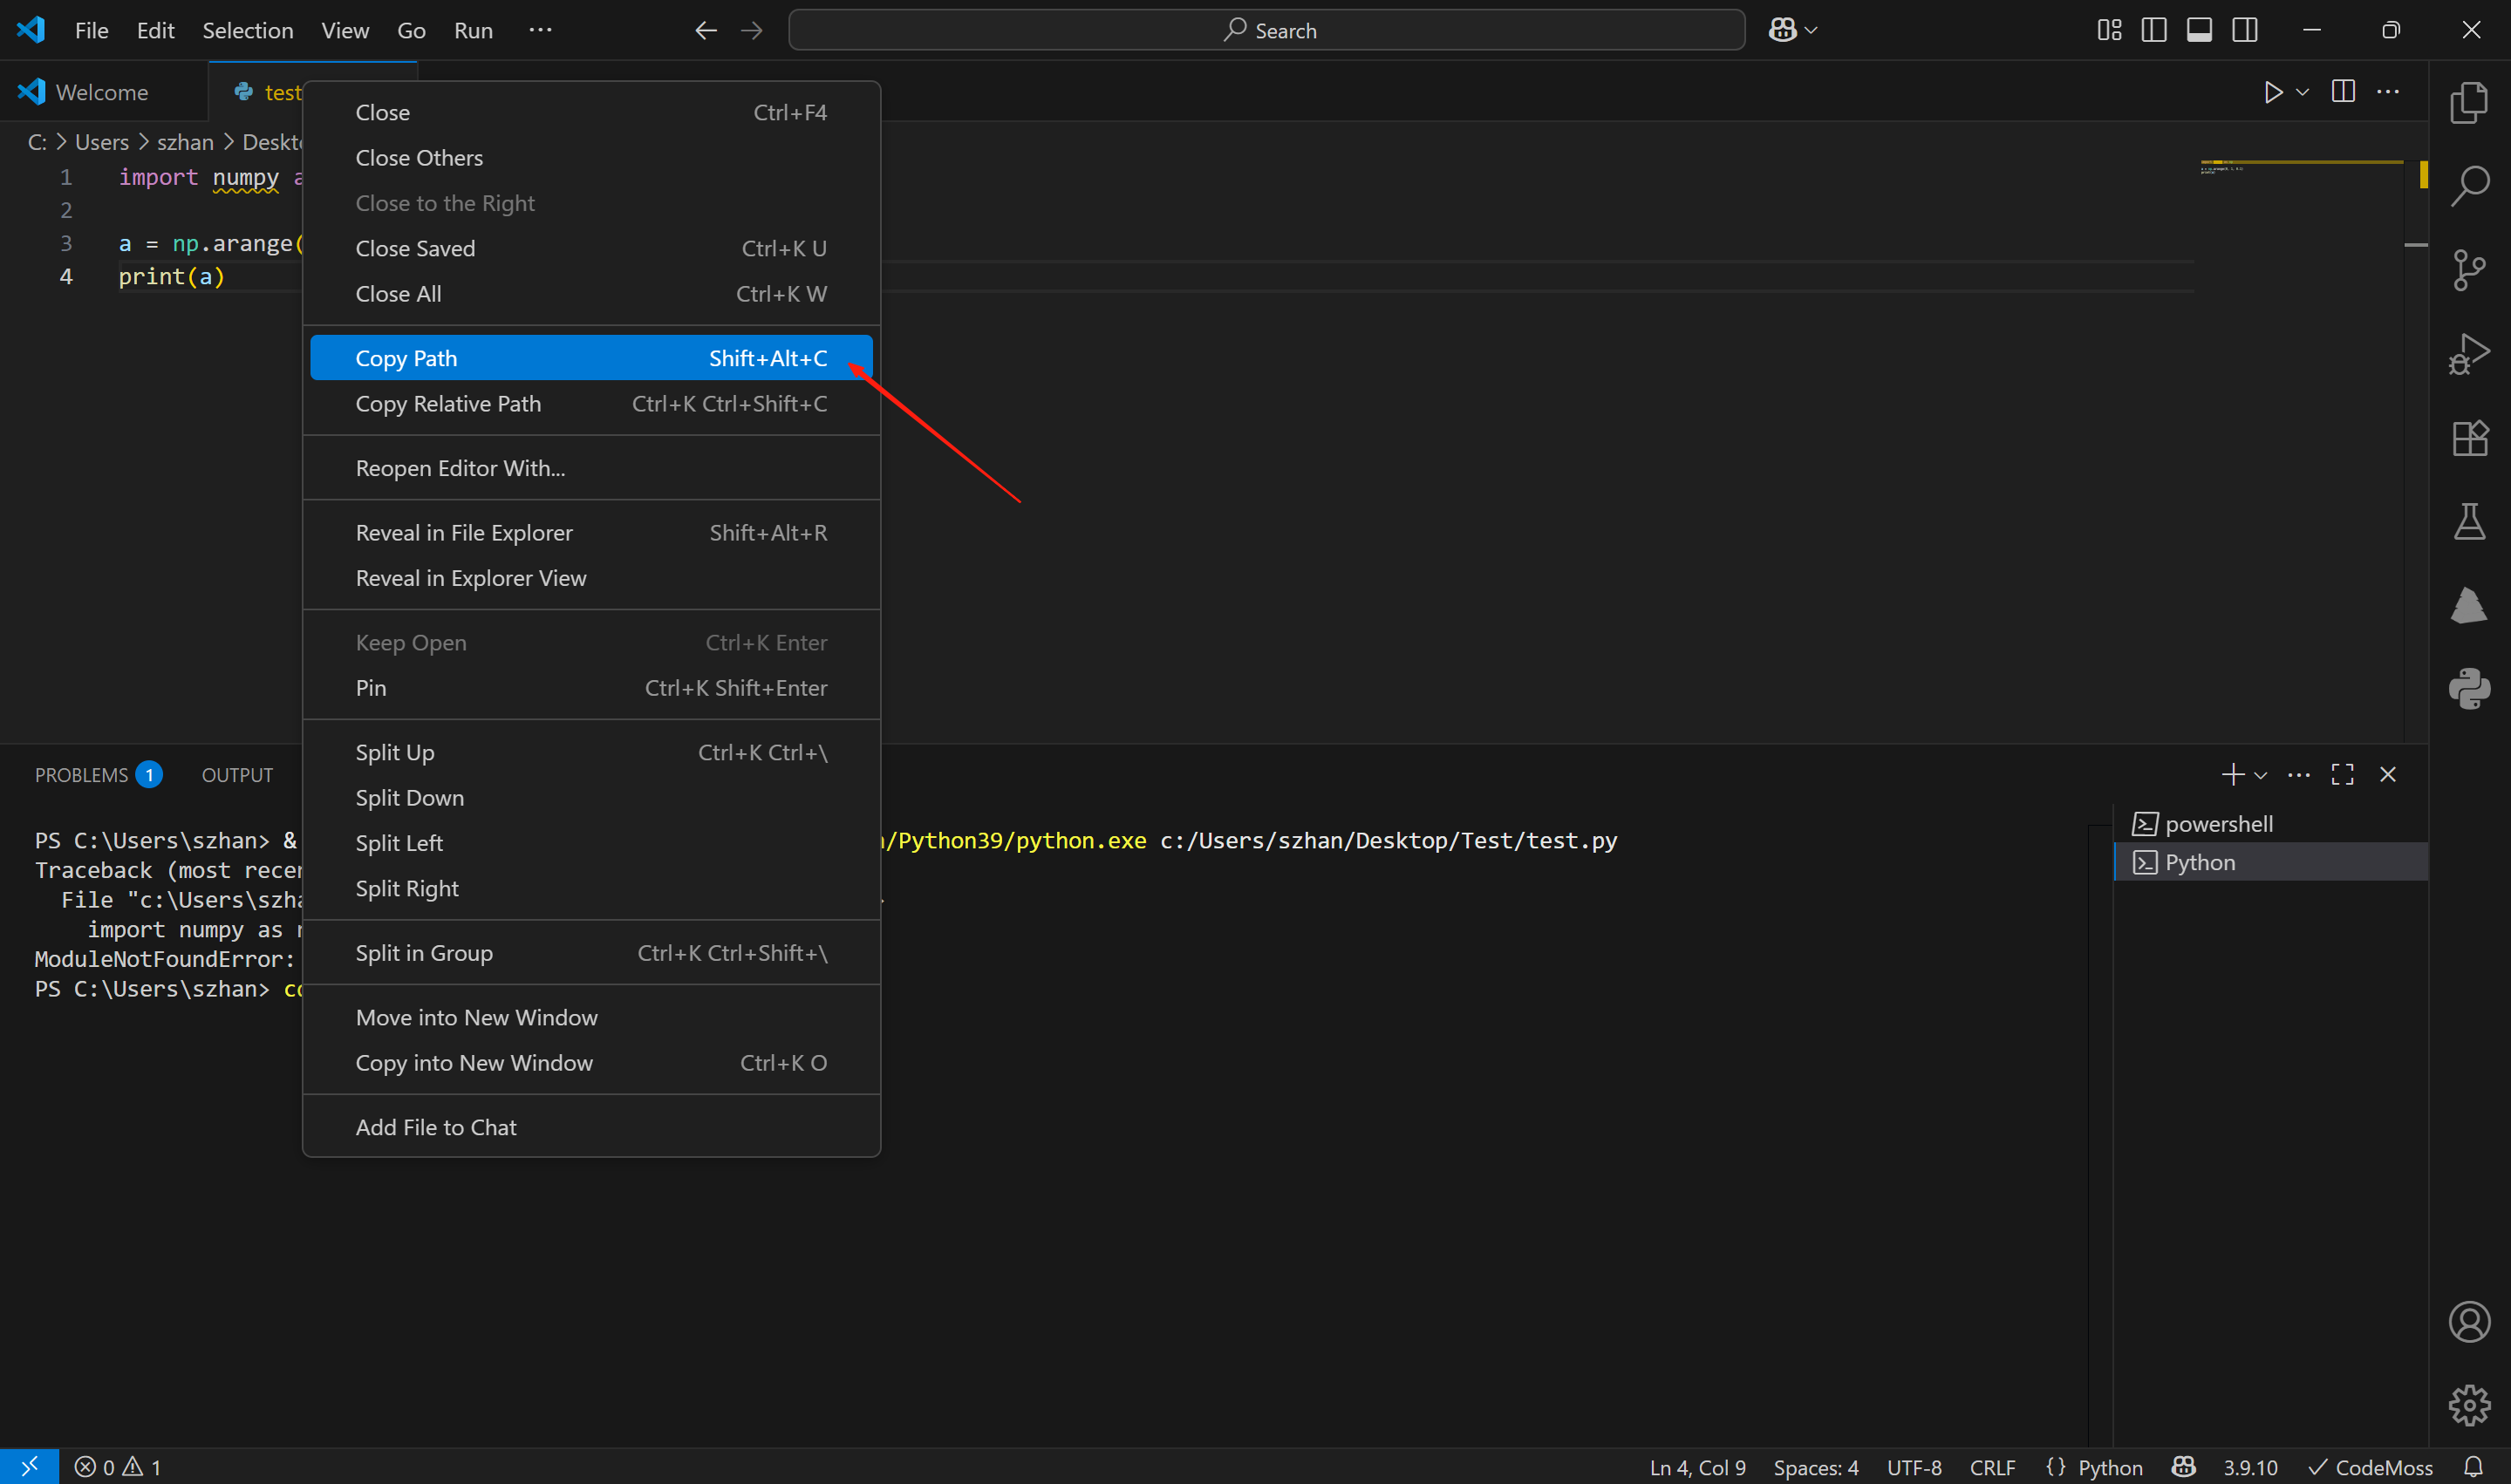 File Edit Selection View Go Run ··· Search
Welcome test
C: > Users > szhan >
1 import numpy
2
3 a = np.arange(
4 print(a)
Close Ctrl+F4
Close Others
Close to the Right
Close Saved Ctrl+K U
Close All Ctrl+K W
Copy Path Shift+Alt+C
Copy Relative Path Ctrl+K Ctrl+Shift+C
Reopen Editor With...
Reveal in File Explorer Shift+Alt+R
Reveal in Explorer View
Keep Open Ctrl+K Enter
Pin Ctrl+K Shift+Enter
Split Up Ctrl+K Ctrl+\
Split Down
Split Left
Split Right
Split in Group Ctrl+K Ctrl+Shift+\
Move into New Window
Copy into New Window Ctrl+K O
Add File to Chat
PROBLEMS 1 OUTPUT
PS C:\Users\szhan> & /Python39/python.exe c:/Users/szhan/Desktop/Test/test.py
Traceback (most
File "c:\Users\
import numpy as
ModuleNotFoundError:
PS C:\Users\szhan>
powershell
Python
0 1 Ln 4, Col 9 Spaces: 4 UTF-8 CRLF {} Python 3.9.10 CodeMoss